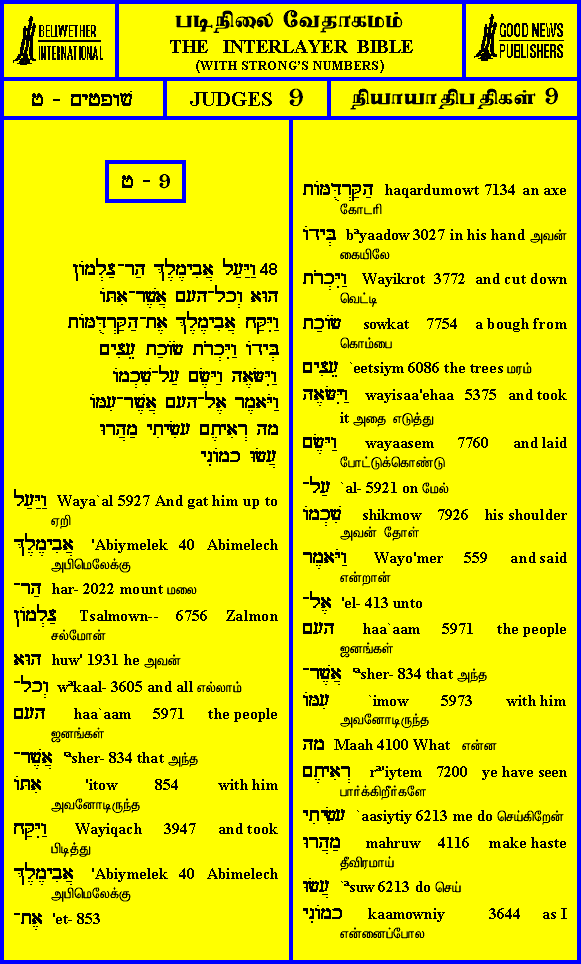 BELLWETHER
INTERNATIONAL
படிநிலை வேதாகமம்
THE INTERLAYER BIBLE
(WITH STRONG'S NUMBERS)
GOOD NEWS
PUBLISHERS
שופטים - ט
JUDGES 9
நியாயாதிபதிகள் 9
ט - 9
48 וַיַּעַל אֲבִימֶלֶךְ הַר־צַלְמוֹן
הוּא וְכָל־הָעָם אֲשֶׁר־אִתּוֹ
וַיִּקַּח אֲבִימֶלֶךְ אֶת־הַקַּרְדֻּמּוֹת
בְּיָדוֹ וַיִּכְרֹת שׂוֹכַת עֵצִים
וַיִּשָּׂאֶהָ וַיָּשֶׂם עַל־שִׁכְמוֹ
וַיֹּאמֶר אֶל־הָעָם אֲשֶׁר־עִמּוֹ
מָה רְאִיתֶם עָשִׂיתִי מַהֲרוּ
עֲשׂוּ כָמוֹנִי
וַיַּעַל Waya`al 5927 And gat him up to
ஏறி
אֲבִימֶלֶךְ 'Abiymelek 40 Abimelech
அபிமெலேக்கு
הַר־ har- 2022 mount மலை
צַלְמוֹן Tsalmown-- 6756 Zalmon
சல்மோன்
הוּא huw' 1931 he அவன்
וְכָל־ wᵃkaal- 3605 and all எல்லாம்
הָעָם haa`aam 5971 the people
ஜனங்கள்
אֲשֶׁר־ ᵃsher- 834 that அந்த
אִתּוֹ 'itow 854 with him
அவனோடிருந்த
וַיִּקַּח Wayiqach 3947 and took
பிடித்து
אֲבִימֶלֶךְ 'Abiymelek 40 Abimelech
அபிமெலேக்கு
אֶת־ 'et- 853
הַקַּרְדֻּמּוֹת haqardumowt 7134 an axe
கோடரி
בְּיָדוֹ bᵃyaadow 3027 in his hand அவன்
கையிலே
וַיִּכְרֹת Wayikrot 3772 and cut down
வெட்டி
שׂוֹכַת sowkat 7754 a bough from
கொம்பை
עֵצִים `eetsiym 6086 the trees மரம்
וַיִּשָּׂאֶהָ wayisaa'ehaa 5375 and took
it அதை எடுத்து
וַיָּשֶׂם wayaasem 7760 and laid
போட்டுக்கொண்டு
עַל־ `al- 5921 on மேல்
שִׁכְמוֹ shikmow 7926 his shoulder
அவன் தோள்
וַיֹּאמֶר Wayo'mer 559 and said
என்றான்
אֶל־ 'el- 413 unto
הָעָם haa`aam 5971 the people
ஜனங்கள்
אֲשֶׁר־ ᵃsher- 834 that அந்த
עִמּוֹ `imow 5973 with him
அவனோடிருந்த
מָה Maah 4100 What என்ன
רְאִיתֶם rᵃ'iytem 7200 ye have seen
பார்க்கிறீர்களே
עָשִׂיתִי `aasiytiy 6213 me do செய்கிறேன்
מַהֲרוּ mahruw 4116 make haste
தீவிரமாய்
עֲשׂוּ `ᵃsuw 6213 do செய்
כָמוֹנִי kaamowniy 3644 as I
என்னைப்போல